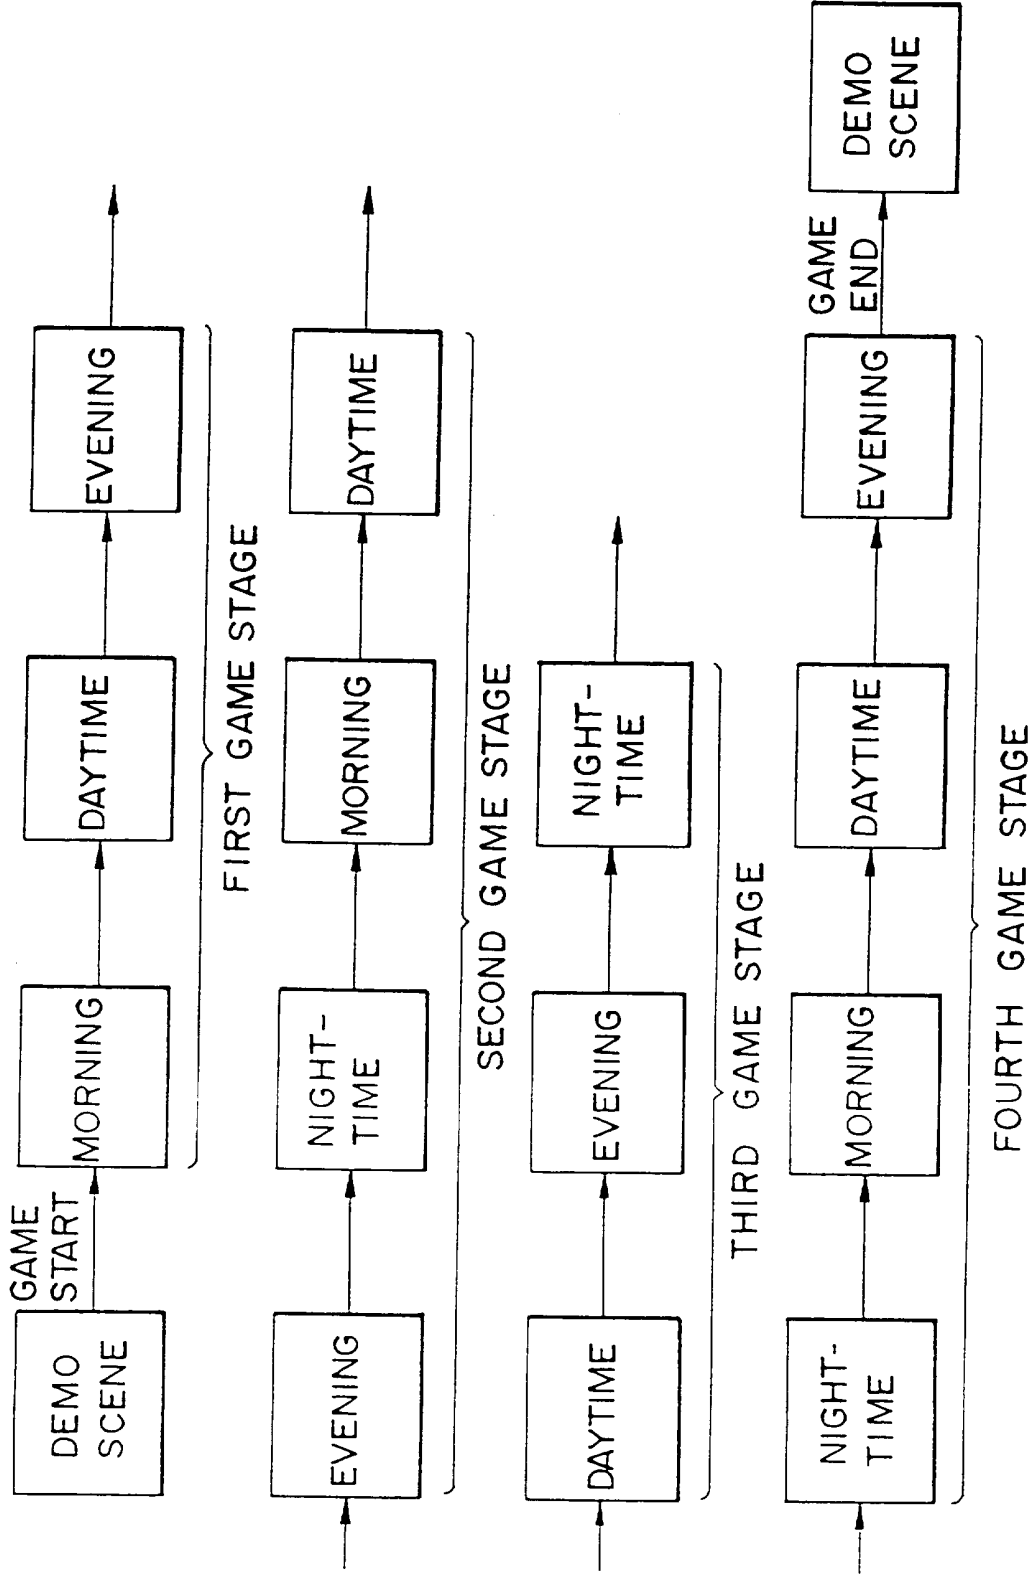 DEMO
SCENE
GAME
START
MORNING
DAYTIME
EVENING
FIRST GAME STAGE
EVENING
NIGHT-
TIME
MORNING
DAYTIME
SECOND GAME STAGE
DAYTIME
EVENING
NIGHT-
TIME
THIRD GAME STAGE
NIGHT-
TIME
MORNING
DAYTIME
EVENING
GAME
END
DEMO
SCENE
FOURTH GAME STAGE